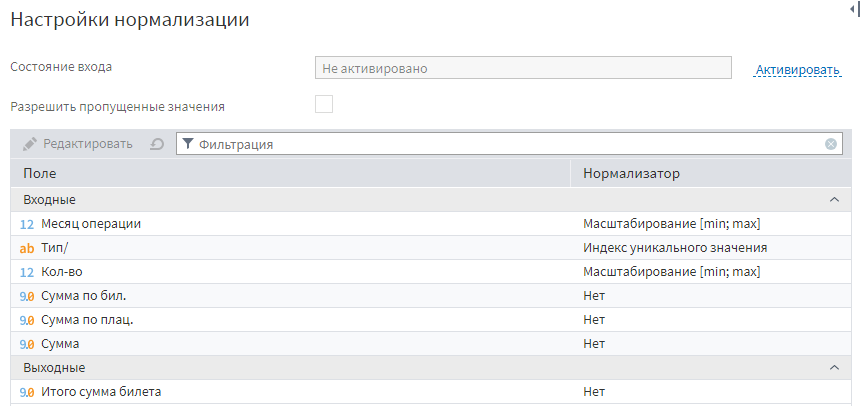 Настройки нормализации
Состояние входа Не активировано Активировать
Разрешить пропущенные значения
Редактировать Фильтрация
Поле Нормализатор
Входные
12 Месяц операции Масштабирование [min; max]
ab Тип/ Индекс уникального значения
12 Кол-во Масштабирование [min; max]
9.0 Сумма по бил. Нет
9.0 Сумма по плац. Нет
9.0 Сумма Нет
Выходные
9.0 Итого сумма билета Нет